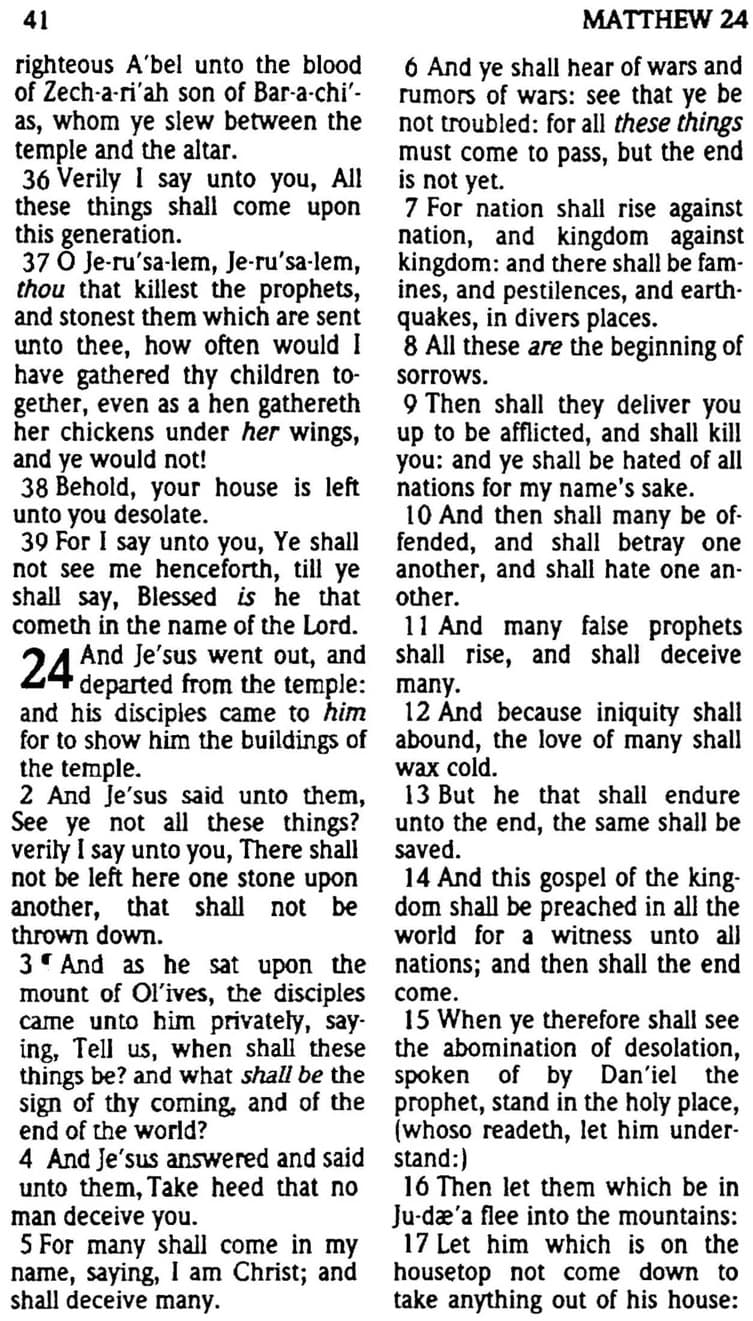 41
MATTHEW 24
righteous A'bel unto the blood
of Zech-a-ri'ah son of Bar-a-chi'-
as, whom ye slew between the
temple and the altar.
36 Verily I say unto you, All
these things shall come upon
this generation.
37 O Je-ru'sa-lem, Je-ru'sa-lem,
thou that killest the prophets,
and stonest them which are sent
unto thee, how often would I
have gathered thy children to-
gether, even as a hen gathereth
her chickens under her wings,
and ye would not!
38 Behold, your house is left
unto you desolate.
39 For I say unto you, Ye shall
not see me henceforth, till ye
shall say, Blessed is he that
cometh in the name of the Lord.
24 And Je'sus went out, and
departed from the temple:
and his disciples came to him
for to show him the buildings of
the temple.
2 And Je'sus said unto them,
See ye not all these things?
verily I say unto you, There shall
not be left here one stone upon
another, that shall not be
thrown down.
3 ¶ And as he sat upon the
mount of Ol'ives, the disciples
came unto him privately, say-
ing, Tell us, when shall these
things be? and what shall be the
sign of thy coming, and of the
end of the world?
4 And Je'sus answered and said
unto them, Take heed that no
man deceive you.
5 For many shall come in my
name, saying, I am Christ; and
shall deceive many.
6 And ye shall hear of wars and
rumors of wars: see that ye be
not troubled: for all these things
must come to pass, but the end
is not yet.
7 For nation shall rise against
nation, and kingdom against
kingdom: and there shall be fam-
ines, and pestilences, and earth-
quakes, in divers places.
8 All these are the beginning of
sorrows.
9 Then shall they deliver you
up to be afflicted, and shall kill
you: and ye shall be hated of all
nations for my name's sake.
10 And then shall many be of-
fended, and shall betray one
another, and shall hate one an-
other.
11 And many false prophets
shall rise, and shall deceive
many.
12 And because iniquity shall
abound, the love of many shall
wax cold.
13 But he that shall endure
unto the end, the same shall be
saved.
14 And this gospel of the king-
dom shall be preached in all the
world for a witness unto all
nations; and then shall the end
come.
15 When ye therefore shall see
the abomination of desolation,
spoken of by Dan'iel the
prophet, stand in the holy place,
(whoso readeth, let him under-
stand:)
16 Then let them which be in
Ju-dæ'a flee into the mountains:
17 Let him which is on the
housetop not come down to
take anything out of his house: